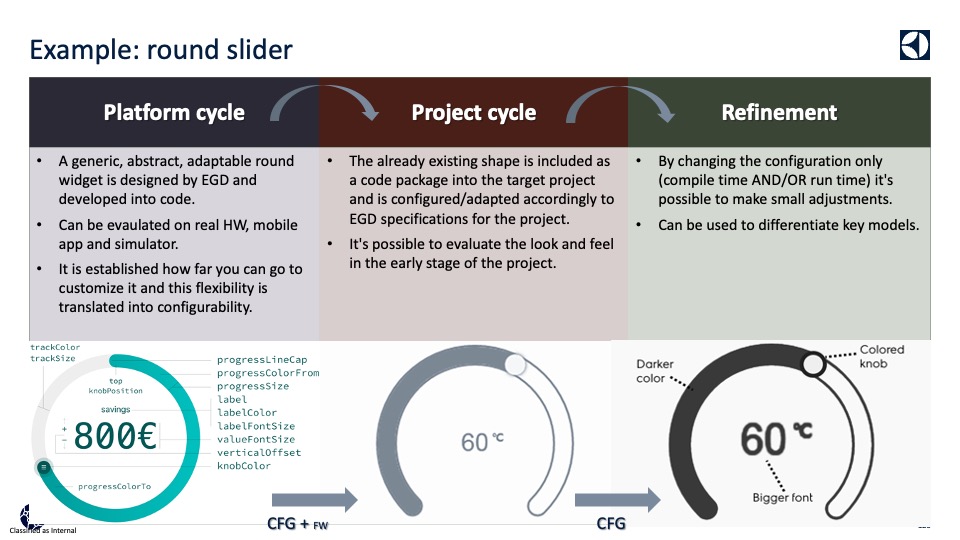 Example: round slider
Platform cycle
Project cycle
Refinement
• A generic, abstract, adaptable round
widget is designed by EGD and
developed into code.
• Can be evaulated on real HW, mobile
app and simulator.
• It is established how far you can go to
customize it and this flexibility is
translated into configurability.
• The already existing shape is included as
a code package into the target project
and is configured/adapted accordingly to
EGD specifications for the project.
• It's possible to evaluate the look and feel
in the early stage of the project.
• By changing the configuration only
(compile time AND/OR run time) it's
possible to make small adjustments.
• Can be used to differentiate key models.
trackColor
trackSize
top
knobPosition
savings
+
−
800€
progressColorTo
progressLineCap
progressColorFrom
progressSize
label
labelColor
labelFontSize
valueFontSize
verticalOffset
knobColor
CFG + FW
60 °C
CFG
Darker
color
Colored
knob
60 °C
Bigger font
Classified as Internal